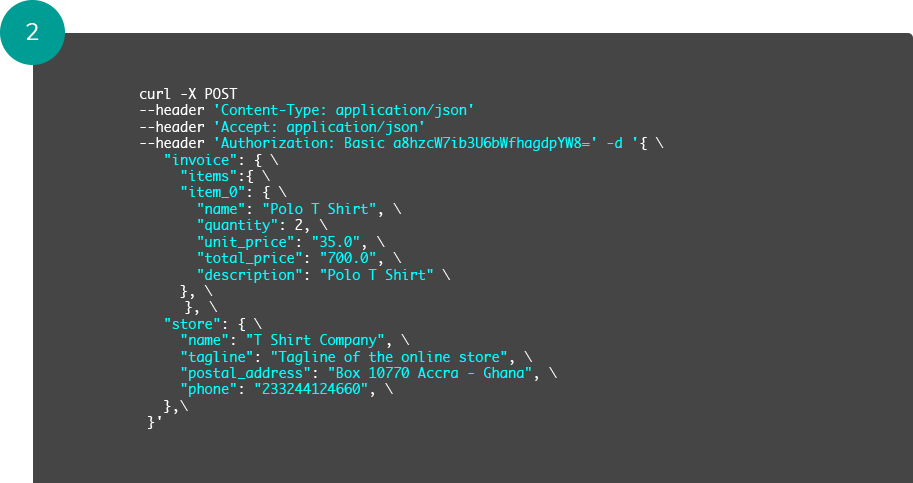 2
curl -X POST
--header 'Content-Type: application/json'
--header 'Accept: application/json'
--header 'Authorization: Basic a8hzcW7ib3U6bWfhagdpYW8=' -d '{ \
"invoice": { \
"items":{ \
"item_0": { \
"name": "Polo T Shirt", \
"quantity": 2, \
"unit_price": "35.0", \
"total_price": "700.0", \
"description": "Polo T Shirt" \
}, \
}, \
"store": { \
"name": "T Shirt Company", \
"tagline": "Tagline of the online store", \
"postal_address": "Box 10770 Accra - Ghana", \
"phone": "233244124660", \
},\
}'